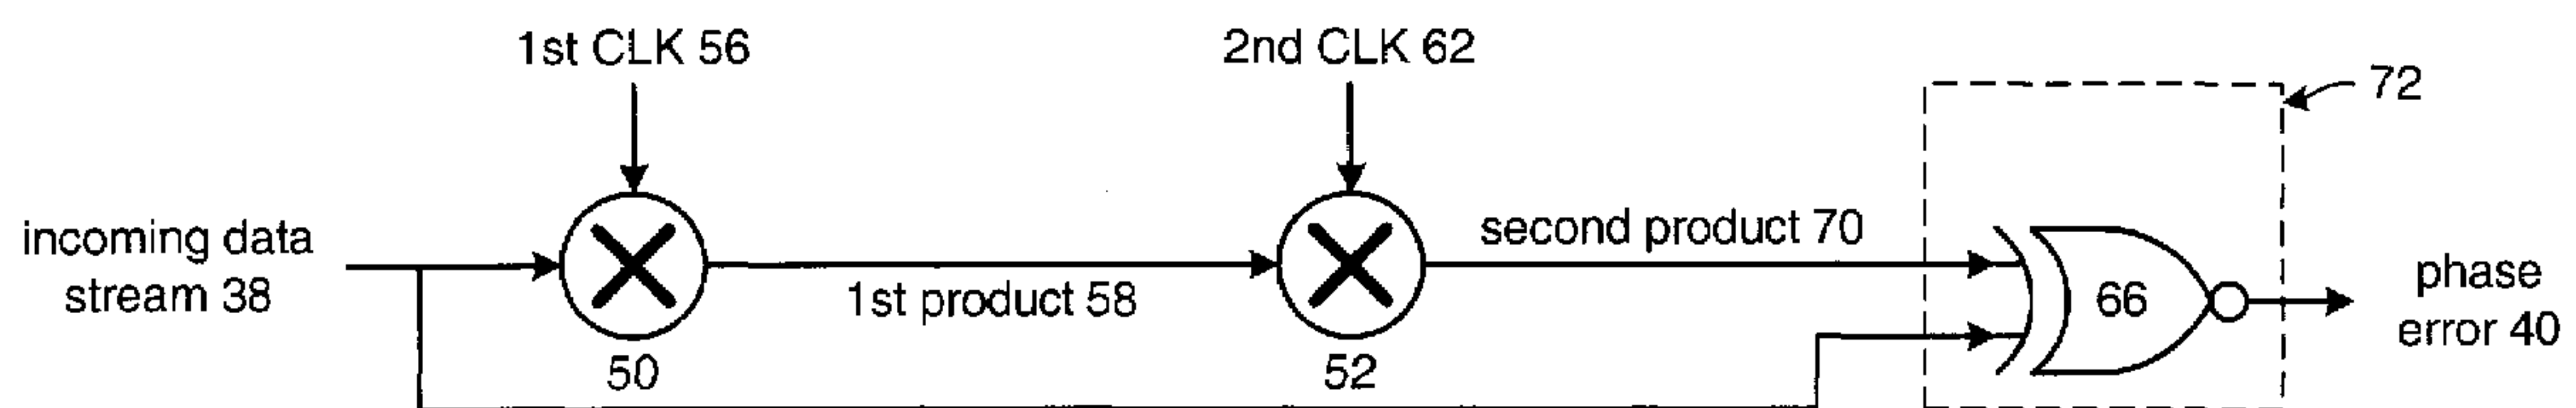 1st CLK 56
2nd CLK 62
72
incoming data
stream 38
second product 70
1st product 58
66
phase
error 40
50
52